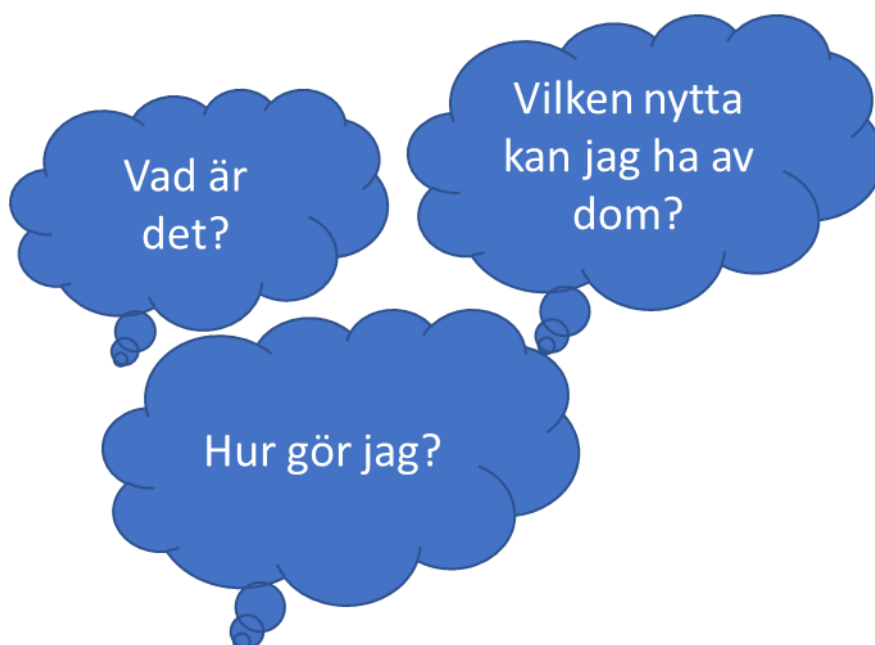 Vad är
det?
Vilken nytta
kan jag ha av
dom?
Hur gör jag?